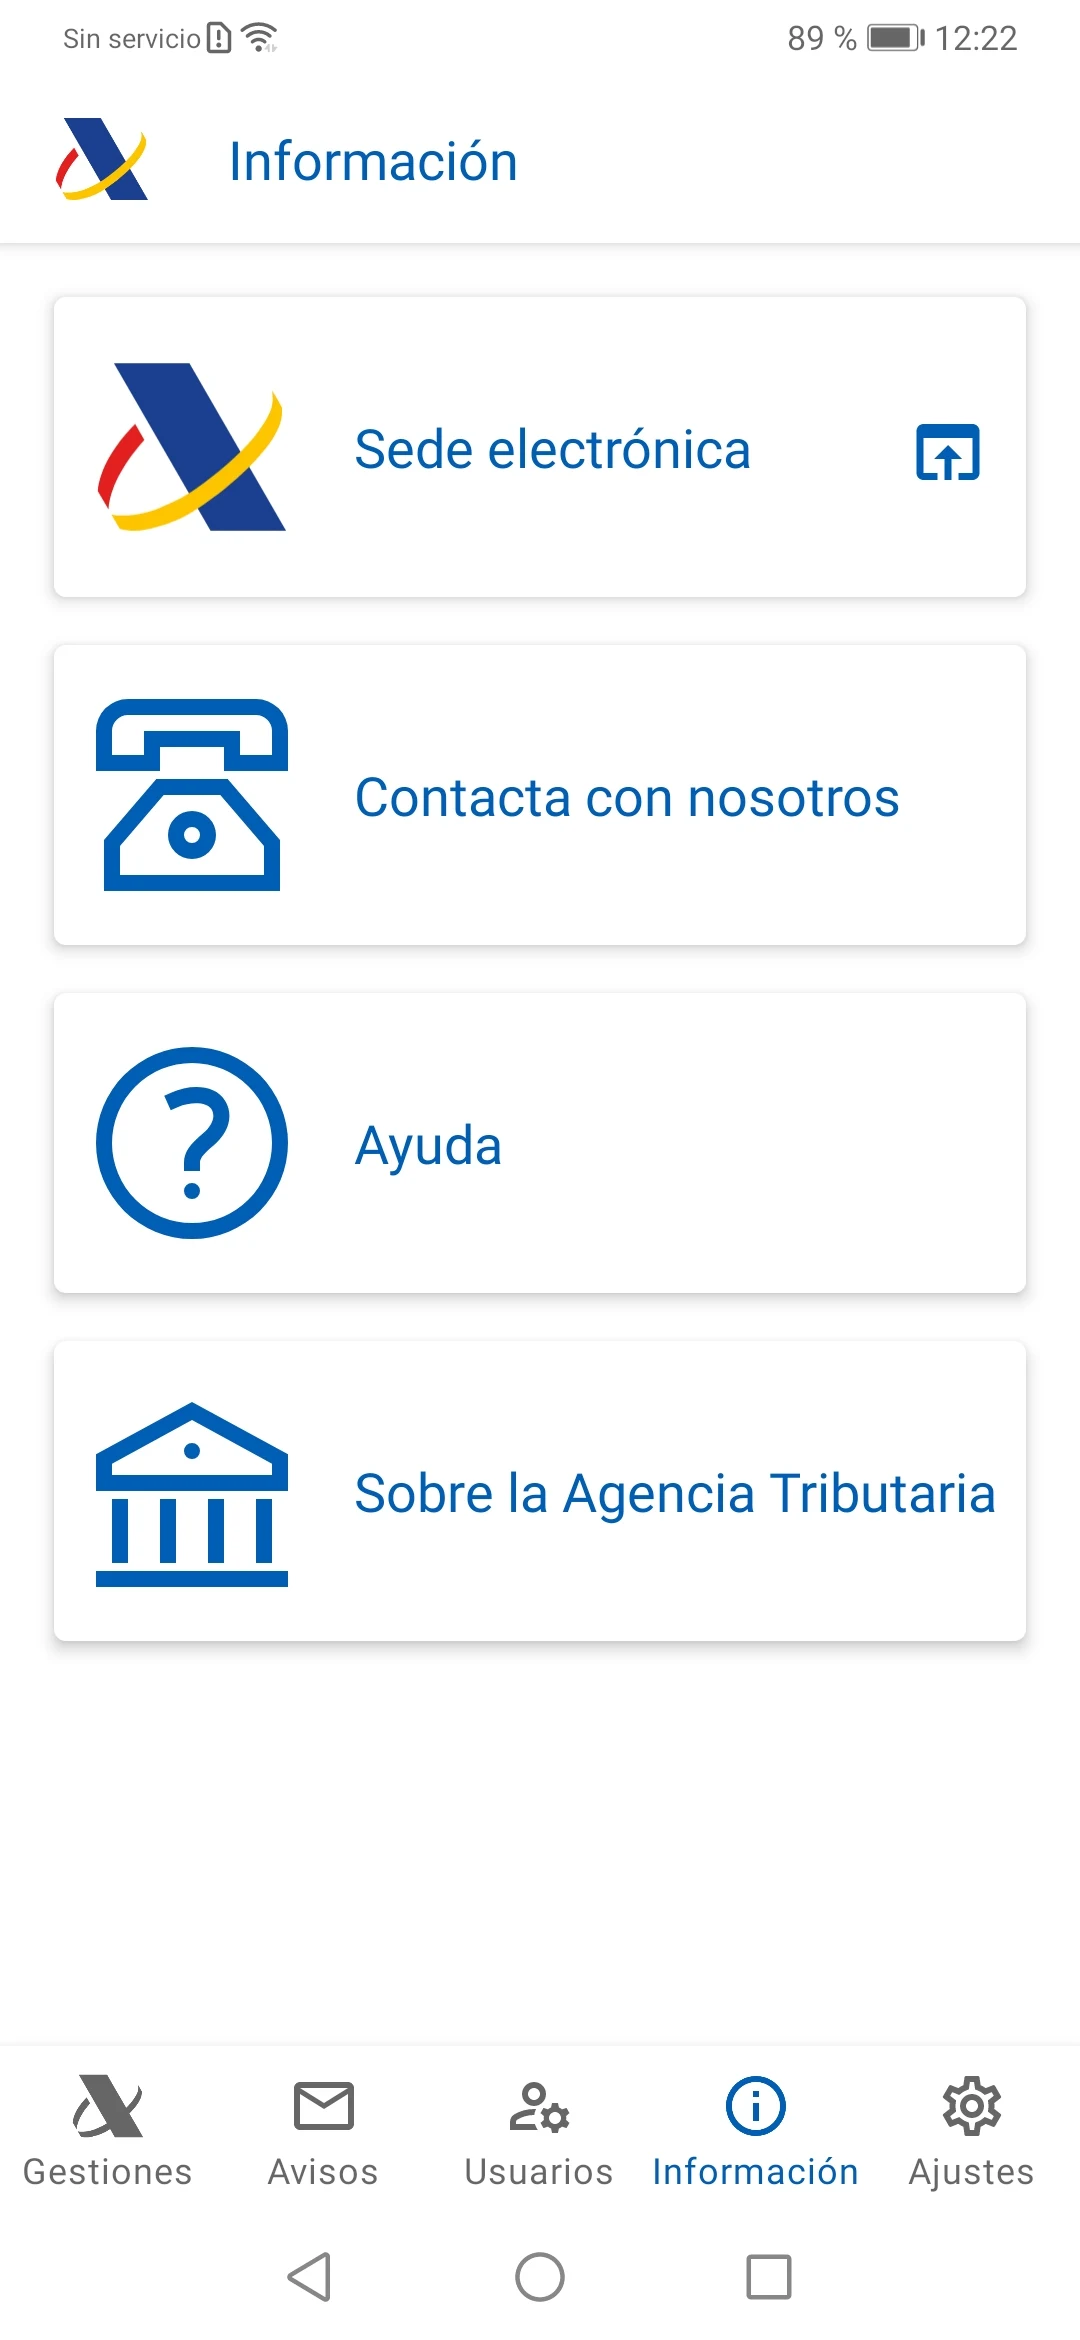 Sin servicio
89 %
12:22
Información
Sede electrónica
Contacta con nosotros
Ayuda
Sobre la Agencia Tributaria
Gestiones
Avisos
Usuarios
Información
Ajustes